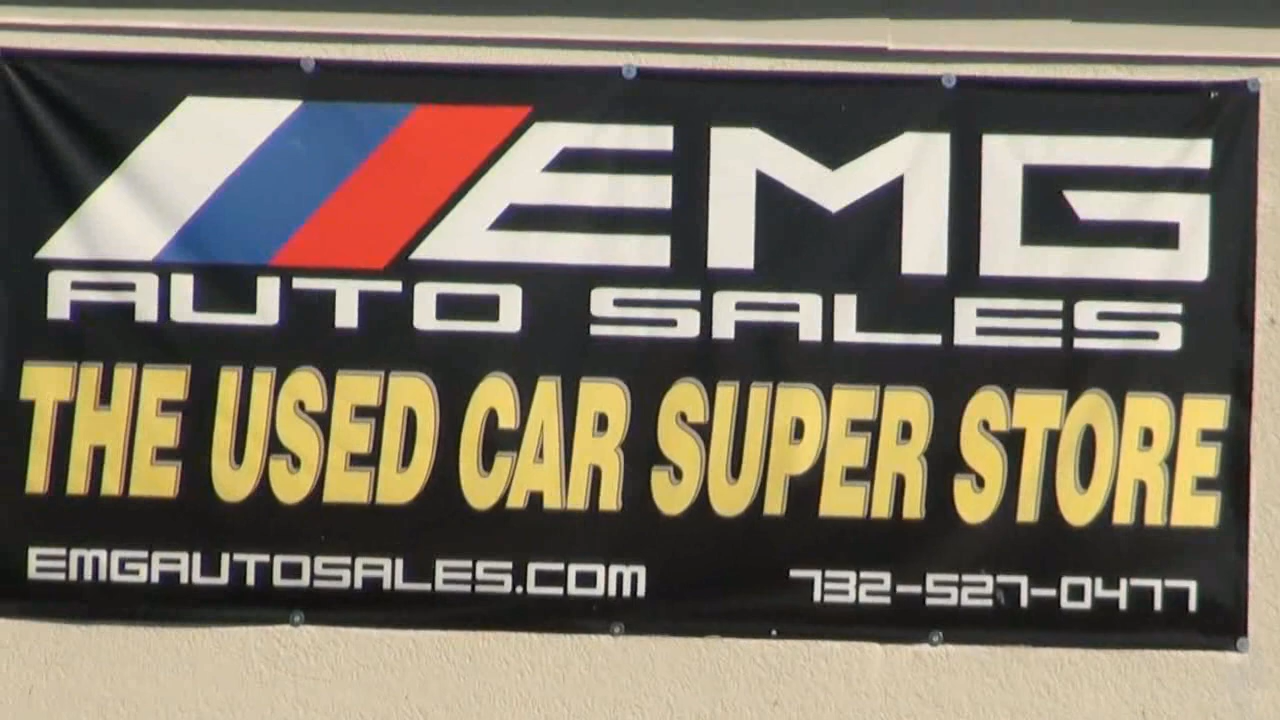 EMG
AUTO SALES
THE USED CAR SUPER STORE
EMGAUTOSALES.COM 732-527-0477